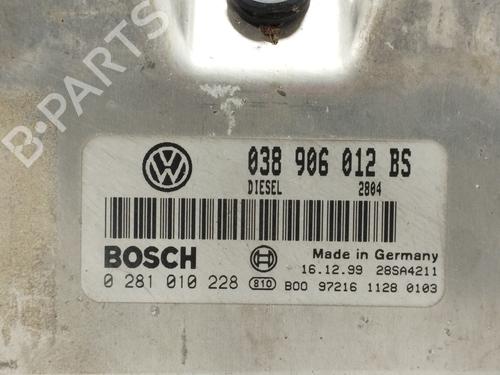 B-PARTS
VW
038 906 012 BS
DIESEL 2804
BOSCH
Made in Germany
16.12.99 28SA4211
0 281 010 228 810 B00 97216 1128 0103